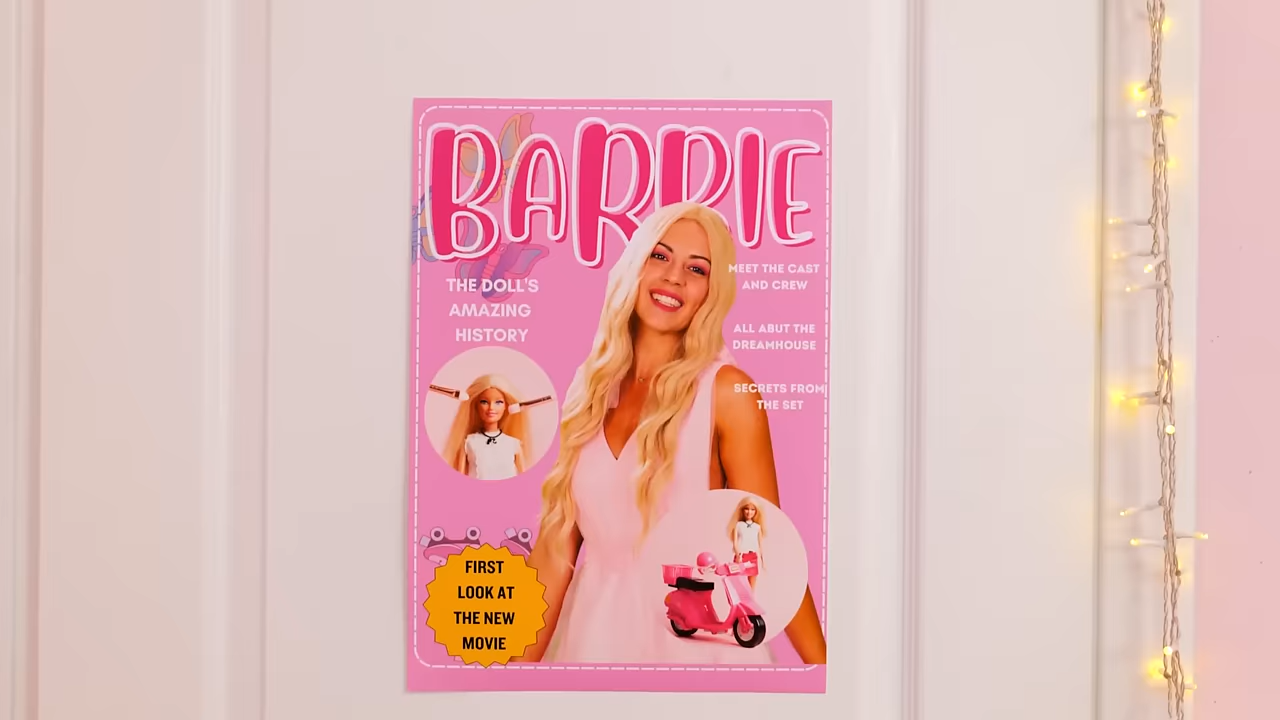 BARBIE
THE DOLL'S
AMAZING
HISTORY
MEET THE CAST
AND CREW
ALL ABUT THE
DREAMHOUSE
SECRETS FROM
THE SET
FIRST
LOOK AT
THE NEW
MOVIE